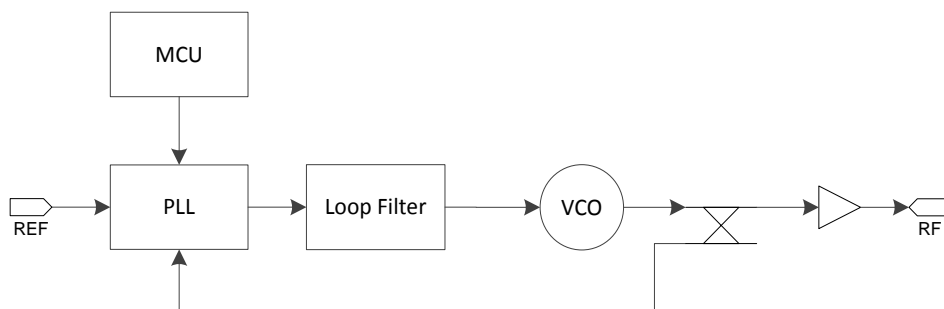 MCU
PLL
Loop Filter
VCO
REF
RF